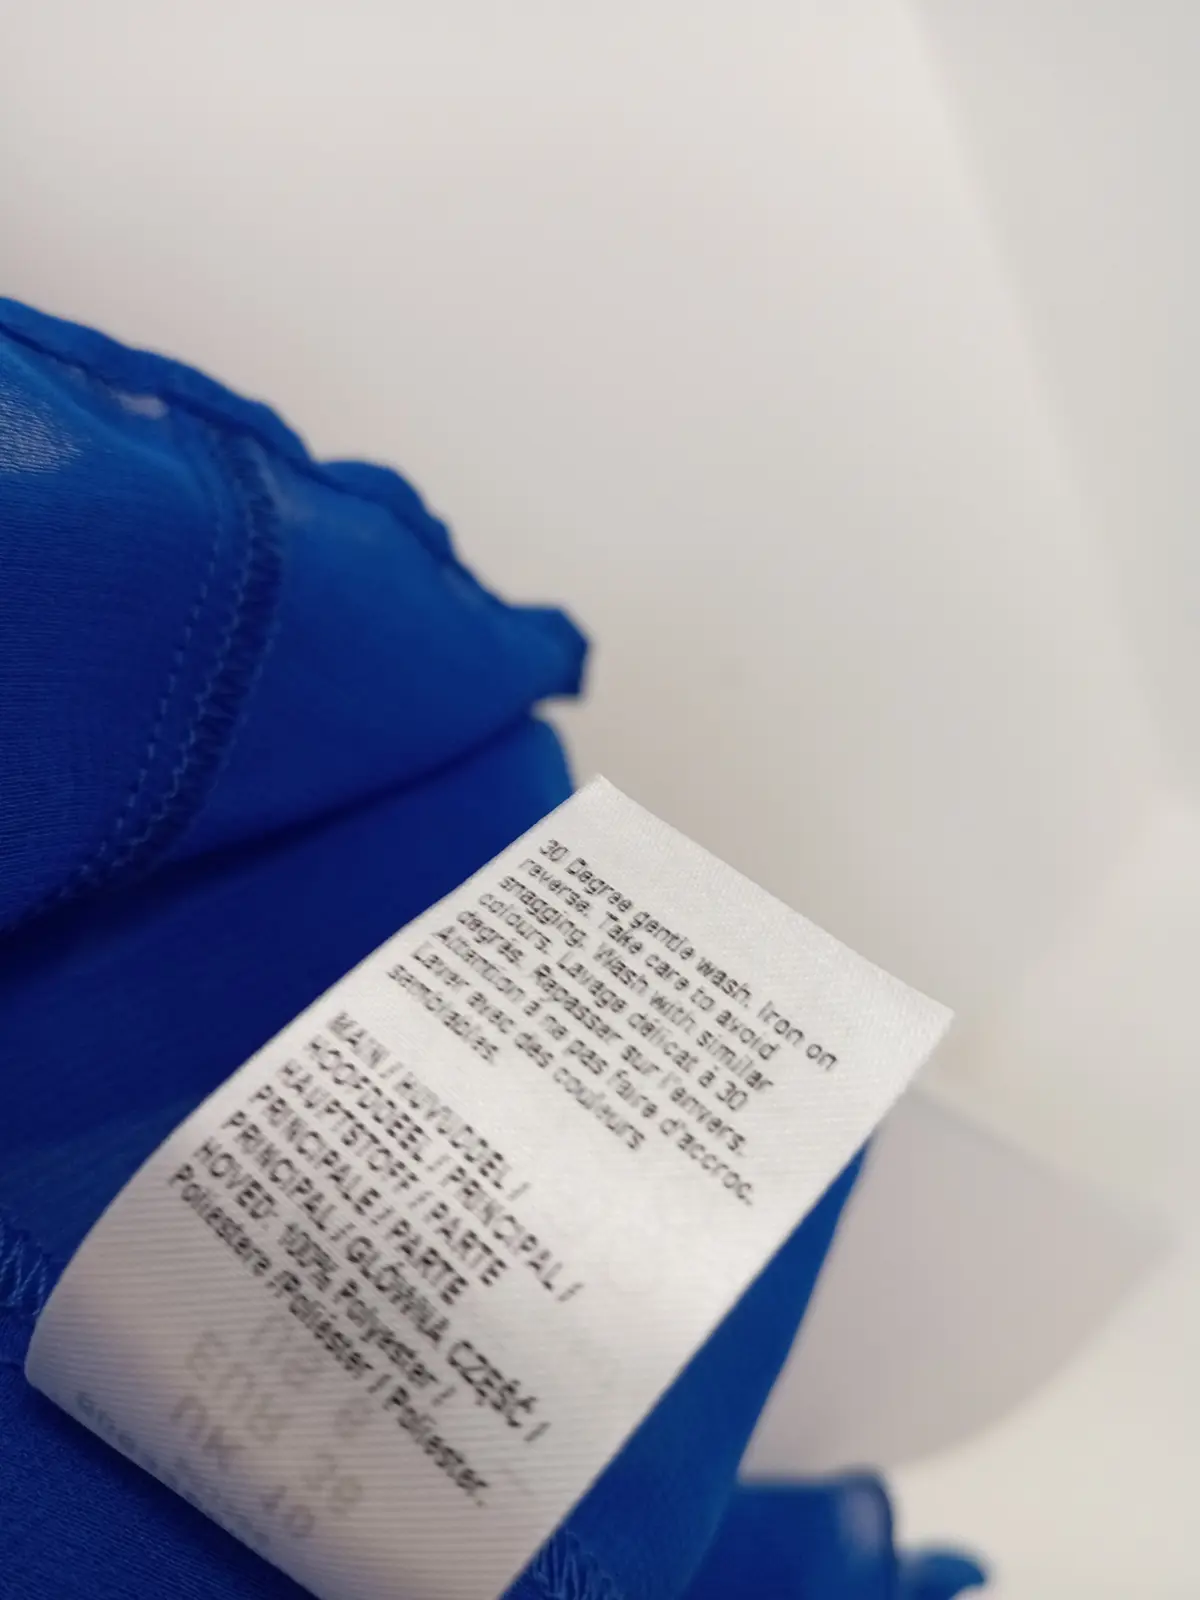 30 Degree gentle wash. Iron on
reverse. Take care to avoid
snagging. Wash with similar
colours. Lavage délicat à 30
degrés. Repasser sur l'envers.
Attention à ne pas faire d'accroc.
Laver avec des couleurs
semblables.
MAIN / HUVUDDEL /
HOOFDDEEL / PRINCIPAL /
HAUPTSTOFF / PARTE
PRINCIPALE / PARTE
PRINCIPAL / GŁÓWNA CZĘŚĆ /
HOVED: 100% Polyester /
Poliestere /Poliéster / Poliester.